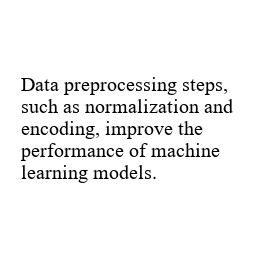 Data preprocessing steps,
such as normalization and
encoding, improve the
performance of machine
learning models.